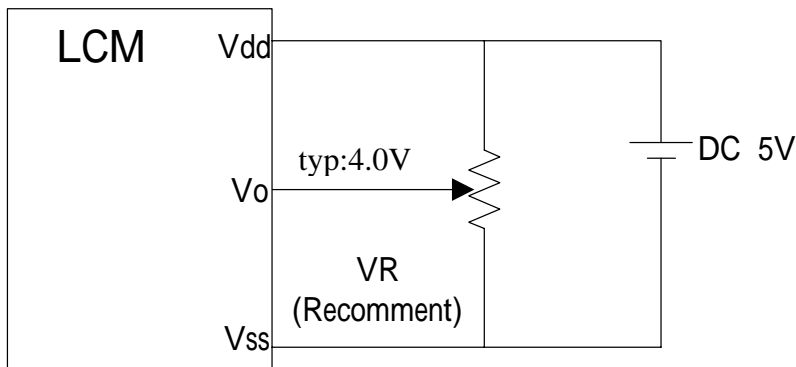 LCM
Vdd
typ:4.0V
DC 5V
Vo
VR
(Recomment)
Vss